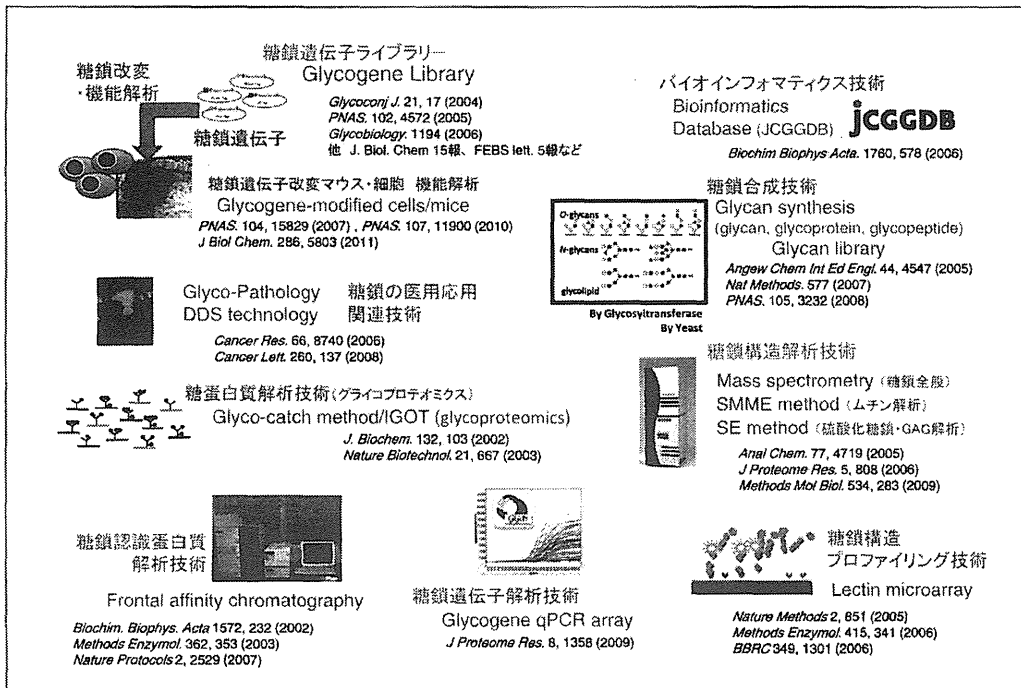 糖鎖遺伝子ライブラリー
Glycogene Library
糖鎖改変
・機能解析
糖鎖遺伝子
Glycoconj J. 21, 17 (2004)
PNAS. 102, 4572 (2005)
Glycobiology. 1194 (2006)
他 J. Biol. Chem 15報、FEBS lett. 5報など
糖鎖遺伝子改変マウス・細胞 機能解析
Glycogene-modified cells/mice
PNAS. 104, 15829 (2007) , PNAS. 107, 11900 (2010)
J Biol Chem. 286, 5803 (2011)
バイオインフォマティクス技術
Bioinformatics
Database (JCGGDB)
jCGGDB
Biochim Biophys Acta. 1760, 578 (2006)
糖鎖合成技術
Glycan synthesis
(glycan, glycoprotein, glycopeptide)
Glycan library
Angew Chem Int Ed Engl. 44, 4547 (2005)
Nat Methods. 577 (2007)
PNAS. 105, 3232 (2008)
O-glycans
N-glycans
glycolipid
By Glycosyltransferase
By Yeast
Glyco-Pathology 糖鎖の医用応用
DDS technology 関連技術
Cancer Res. 66, 8740 (2006)
Cancer Lett. 260, 137 (2008)
糖鎖構造解析技術
Mass spectrometry (糖鎖全般)
SMME method (ムチン解析)
SE method (硫酸化糖鎖・GAG解析)
Anal Chem. 77, 4719 (2005)
J Proteome Res. 5, 808 (2006)
Methods Mol Biol. 534, 283 (2009)
糖蛋白質解析技術(グライコプロテオミクス)
Glyco-catch method/IGOT (glycoproteomics)
J. Biochem. 132, 103 (2002)
Nature Biotechnol. 21, 667 (2003)
糖鎖認識蛋白質
解析技術
Frontal affinity chromatography
Biochim. Biophys. Acta 1572, 232 (2002)
Methods Enzymol. 362, 353 (2003)
Nature Protocols 2, 2529 (2007)
糖鎖遺伝子解析技術
Glycogene qPCR array
J Proteome Res. 8, 1358 (2009)
糖鎖構造
プロファイリング技術
Lectin microarray
Nature Methods 2, 851 (2005)
Methods Enzymol. 415, 341 (2006)
BBRC 349, 1301 (2006)